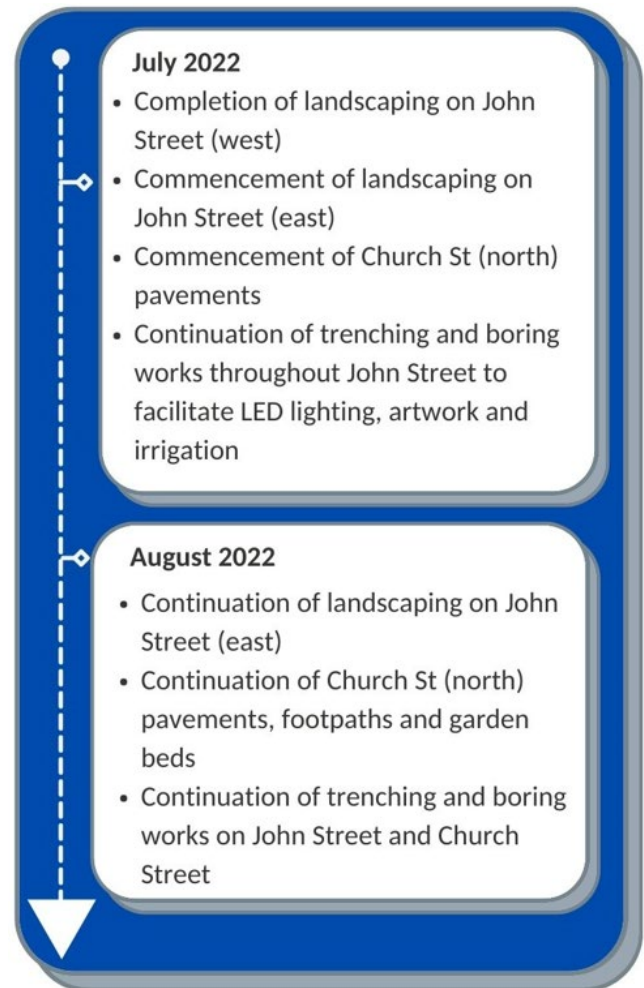 July 2022
• Completion of landscaping on John
Street (west)
• Commencement of landscaping on
John Street (east)
• Commencement of Church St (north)
pavements
• Continuation of trenching and boring
works throughout John Street to
facilitate LED lighting, artwork and
irrigation
August 2022
• Continuation of landscaping on John
Street (east)
• Continuation of Church St (north)
pavements, footpaths and garden
beds
• Continuation of trenching and boring
works on John Street and Church
Street